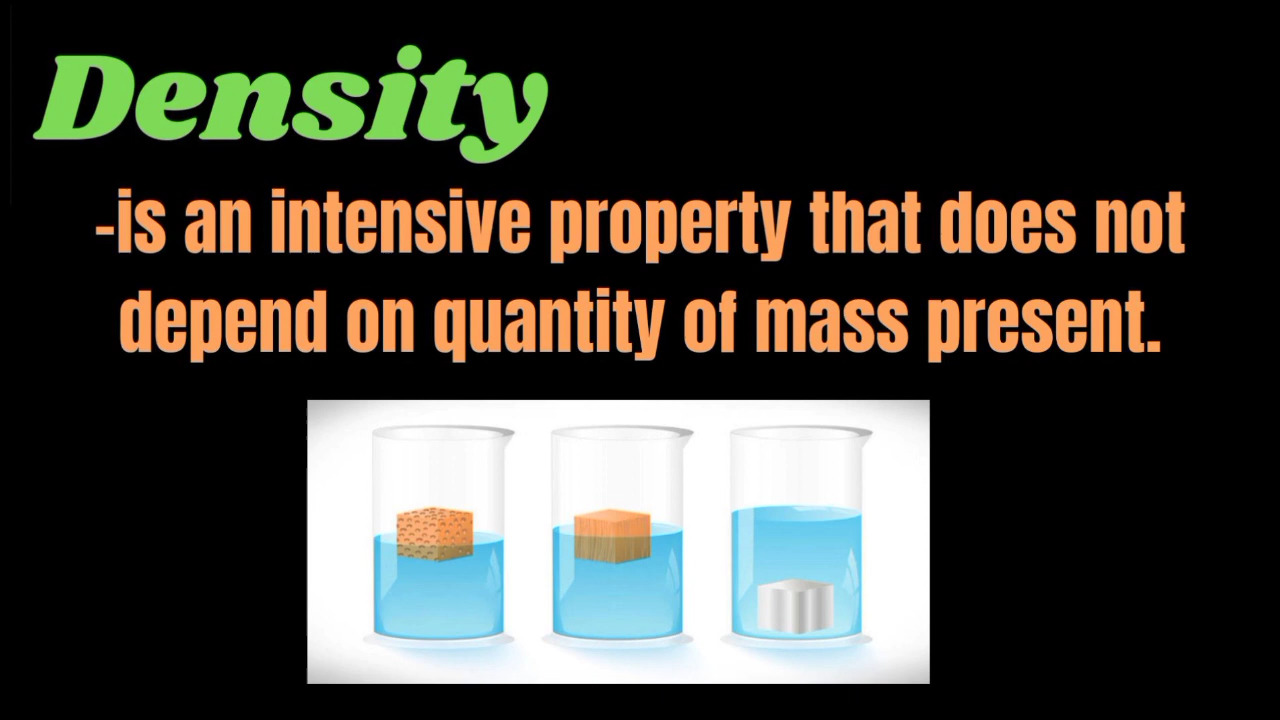 Density
-is an intensive property that does not
depend on quantity of mass present.